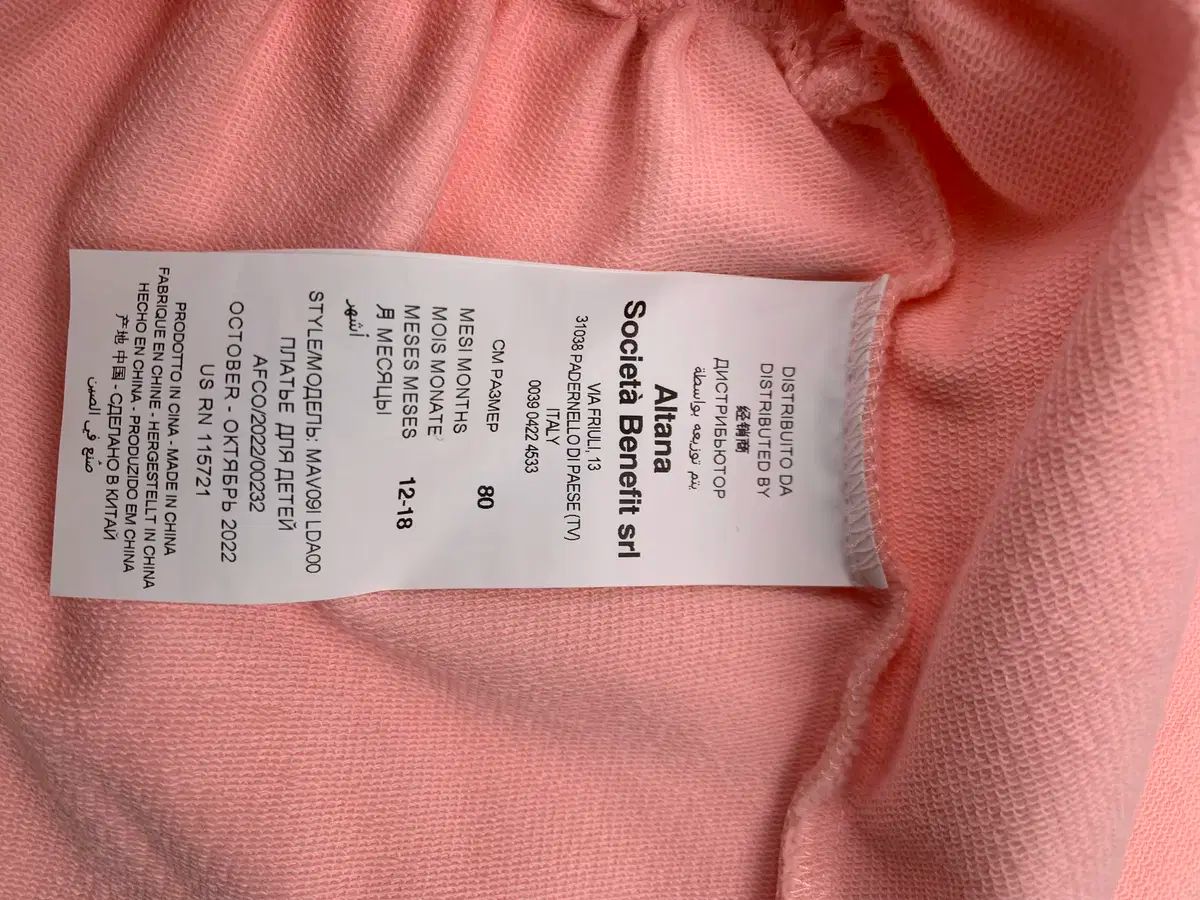 DISTRIBUITO DA
DISTRIBUTED BY
经销商
ДИСТРИБЬЮТОР
يتم توزيعه بواسطة
Altana
Società Benefit srl
VIA FRIULI, 13
31038 PADERNELLO DI PAESE (TV)
ITALY
0039 0422 4533
CM РАЗМЕР 80
MESI MONTHS
MOIS MONATE
MESES MESES 12-18
Я МЕСЯЦЫ
أشهر
STYLE/МОДЕЛЬ: MAV09I LDA00
ПЛАТЬЕ ДЛЯ ДЕТЕЙ
AFCO/2022/00232
OCTOBER - ОКТЯБРЬ 2022
US RN 115721
PRODOTTO IN CINA - MADE IN CHINA
FABRIQUE EN CHINE - HERGESTELLT IN CHINA
HECHO EN CHINA - PRODUZIDO EM CHINA
产地 中国 - СДЕЛАНО В КИТАЙ
صنع في الصين